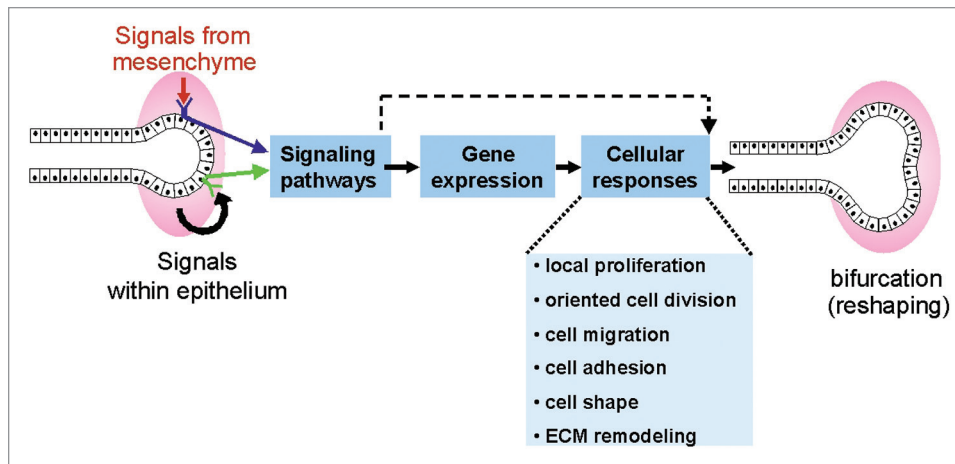 Signals from
mesenchyme
Signaling
pathways
Gene
expression
Cellular
responses
Signals
within epithelium
• local proliferation
• oriented cell division
• cell migration
• cell adhesion
• cell shape
• ECM remodeling
bifurcation
(reshaping)